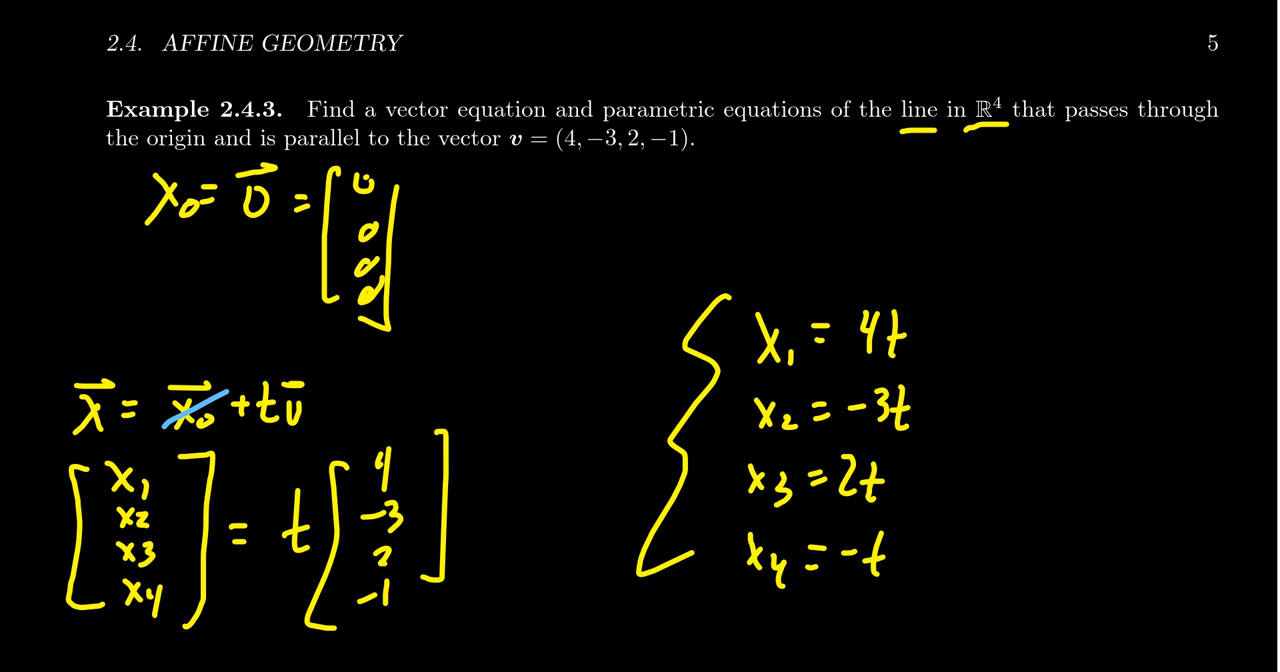 2.4. AFFINE GEOMETRY 5
Example 2.4.3. Find a vector equation and parametric equations of the line in ℝ⁴ that passes through
the origin and is parallel to the vector v = (4, −3, 2, −1).
x₀ = 0⃗ = [0
0
0
0]
x⃗ = x⃗₀ + tv̄
[x₁
x₂
x₃
x₄] = t [4
-3
2
-1]
{ x₁ = 4t
x₂ = -3t
x₃ = 2t
x₄ = -t